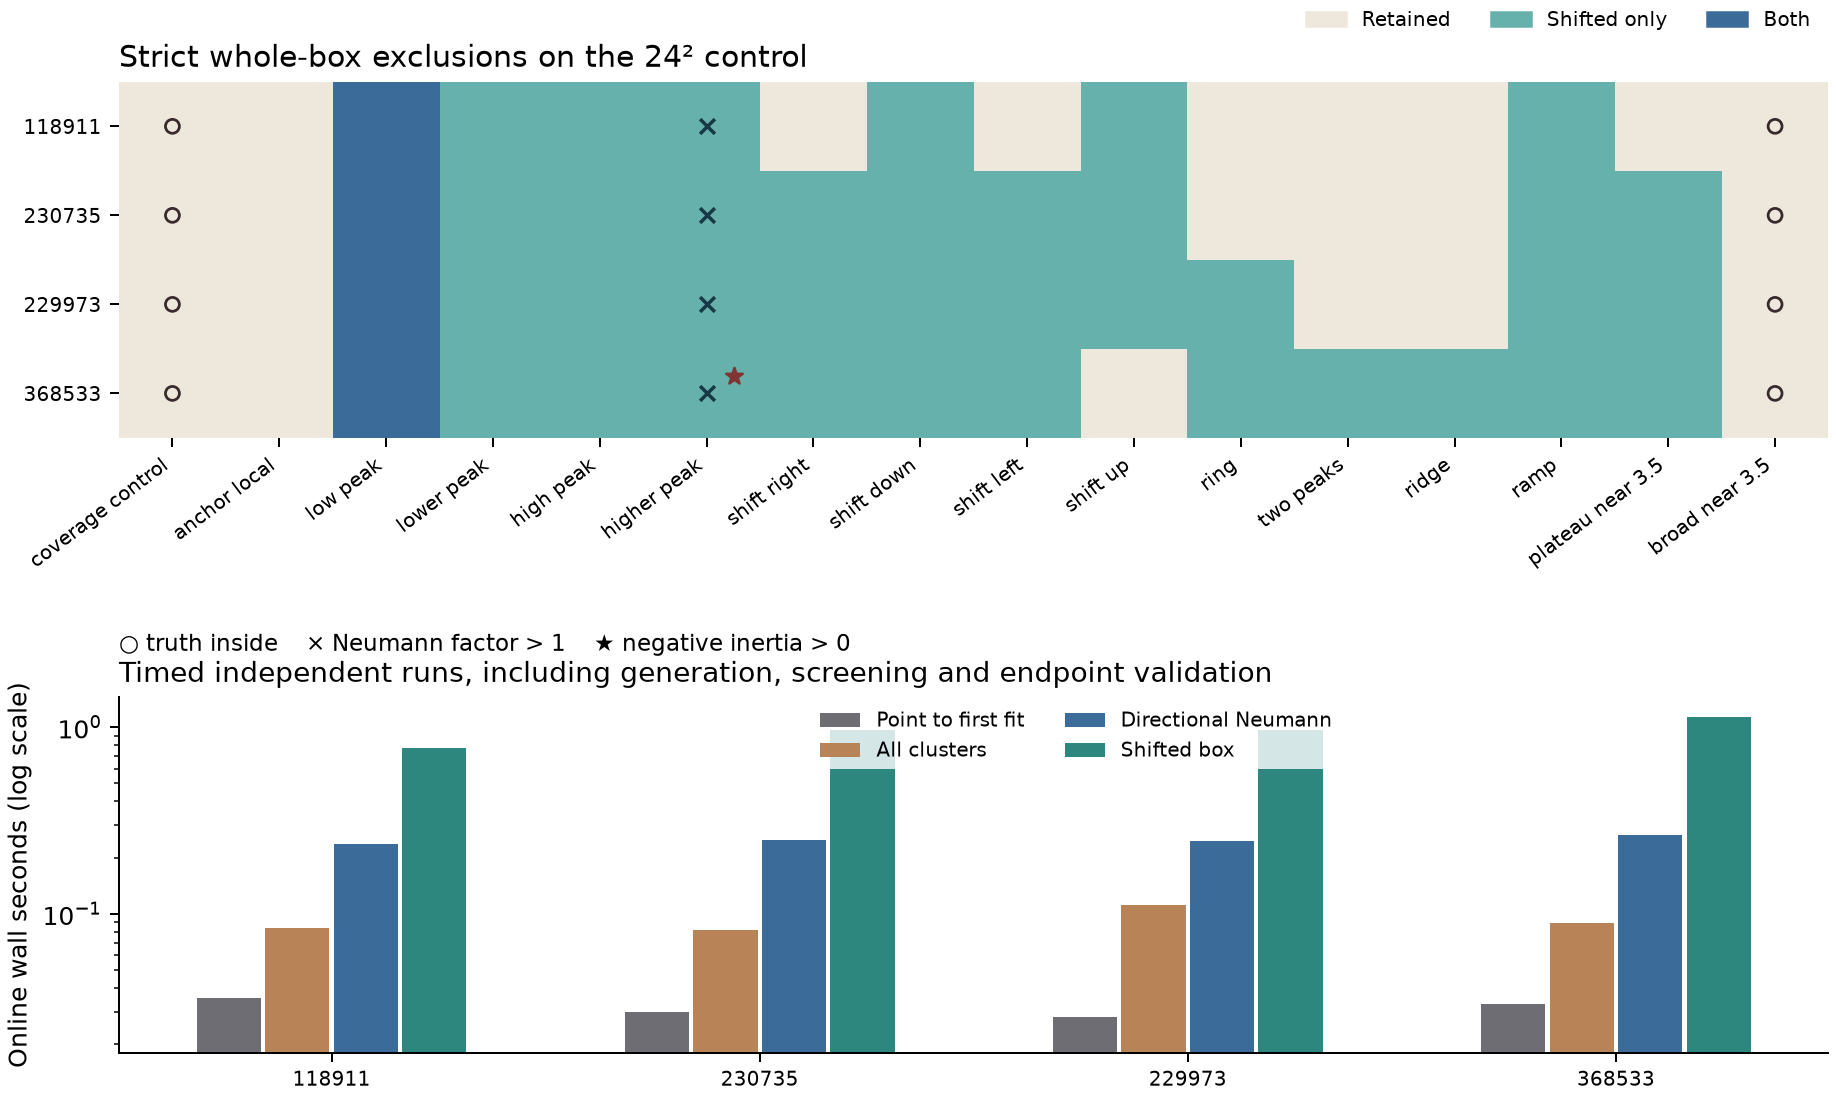 Retained Shifted only Both
Strict whole-box exclusions on the 24² control
118911
230735
229973
368533
coverage control
anchor local
low peak
lower peak
high peak
higher peak
shift right
shift down
shift left
shift up
ring
two peaks
ridge
ramp
plateau near 3.5
broad near 3.5
○ truth inside × Neumann factor > 1 ★ negative inertia > 0
Timed independent runs, including generation, screening and endpoint validation
Online wall seconds (log scale)
10⁰
10⁻¹
Point to first fit Directional Neumann
All clusters Shifted box
118911 230735 229973 368533